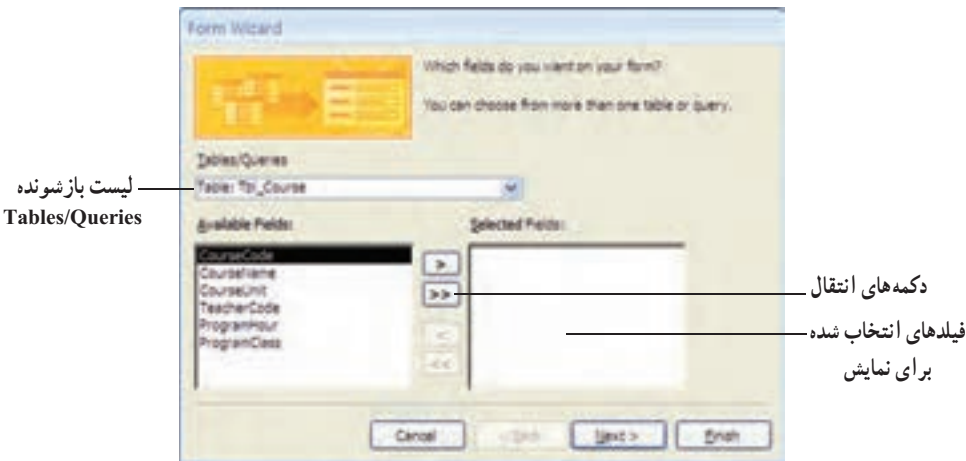 Form Wizard
Which fields do you want on your form?
You can choose from more than one table or query.
Tables/Queries
Table: Tbl_Course
لیست بازشونده
Tables/Queries
Available Fields:
Selected Fields:
CourseCode
CourseName
CourseUnit
TeacherCode
ProgramHour
ProgramClass
>
>>
<
<<
دکمه‌های انتقال
فیلدهای انتخاب شده
برای نمایش
Cancel
< Back
Next >
Finish